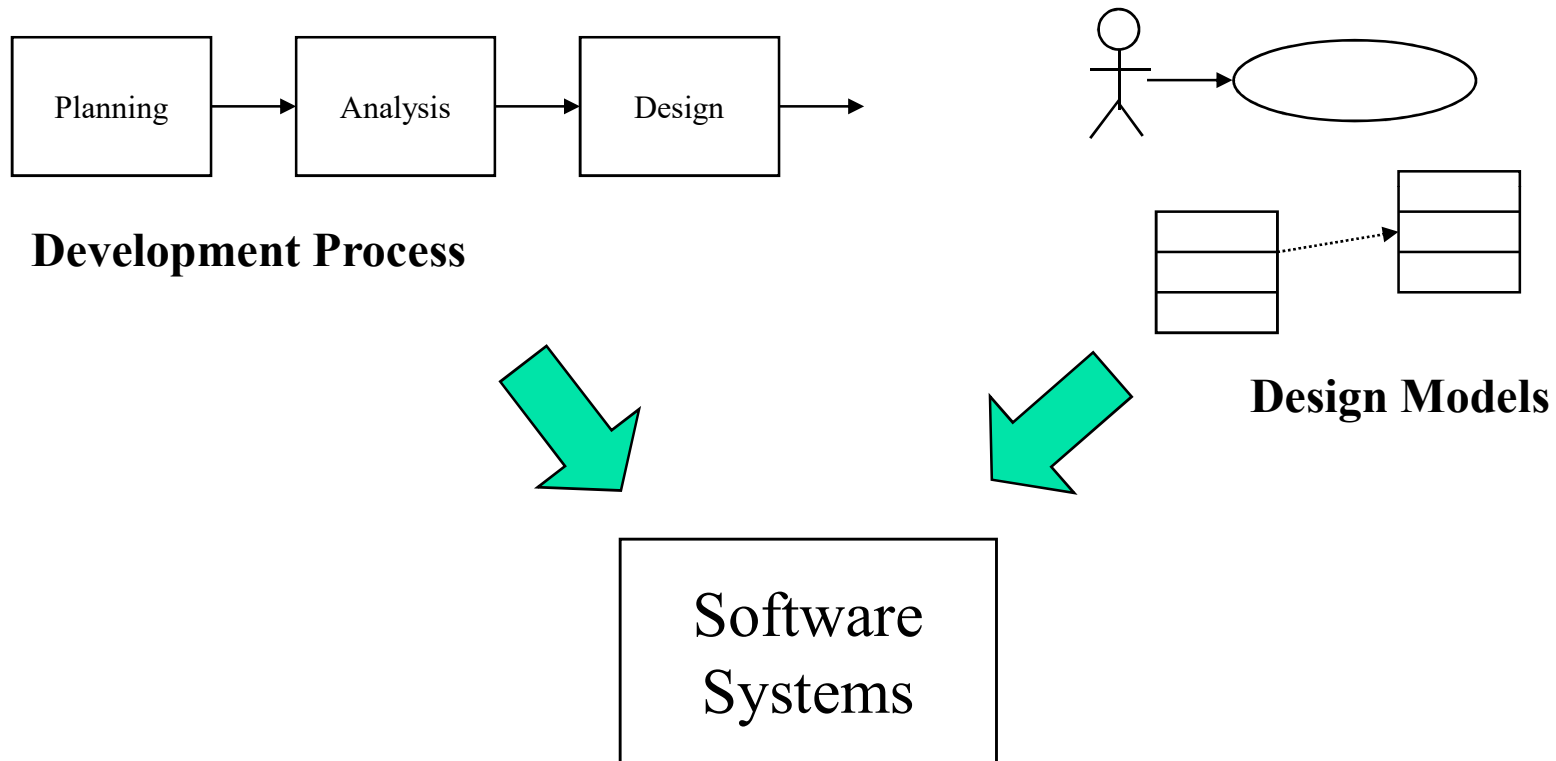 Planning
Analysis
Design
Development Process
Design Models
Software
Systems